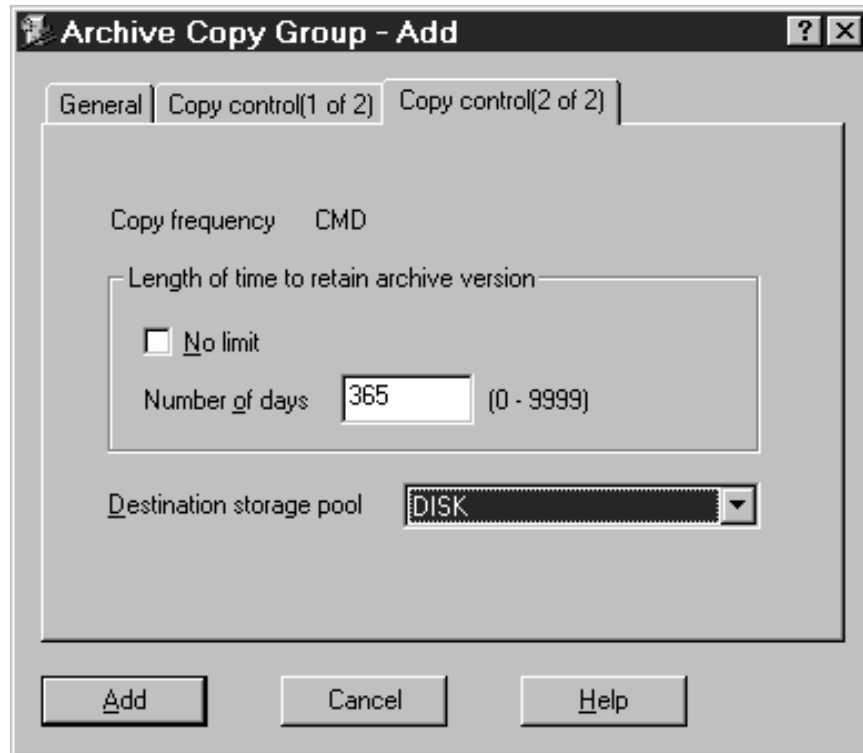 Archive Copy Group - Add
General Copy control(1 of 2) Copy control(2 of 2)
Copy frequency CMD
Length of time to retain archive version
No limit
Number of days 365 (0 - 9999)
Destination storage pool DISK
Add Cancel Help